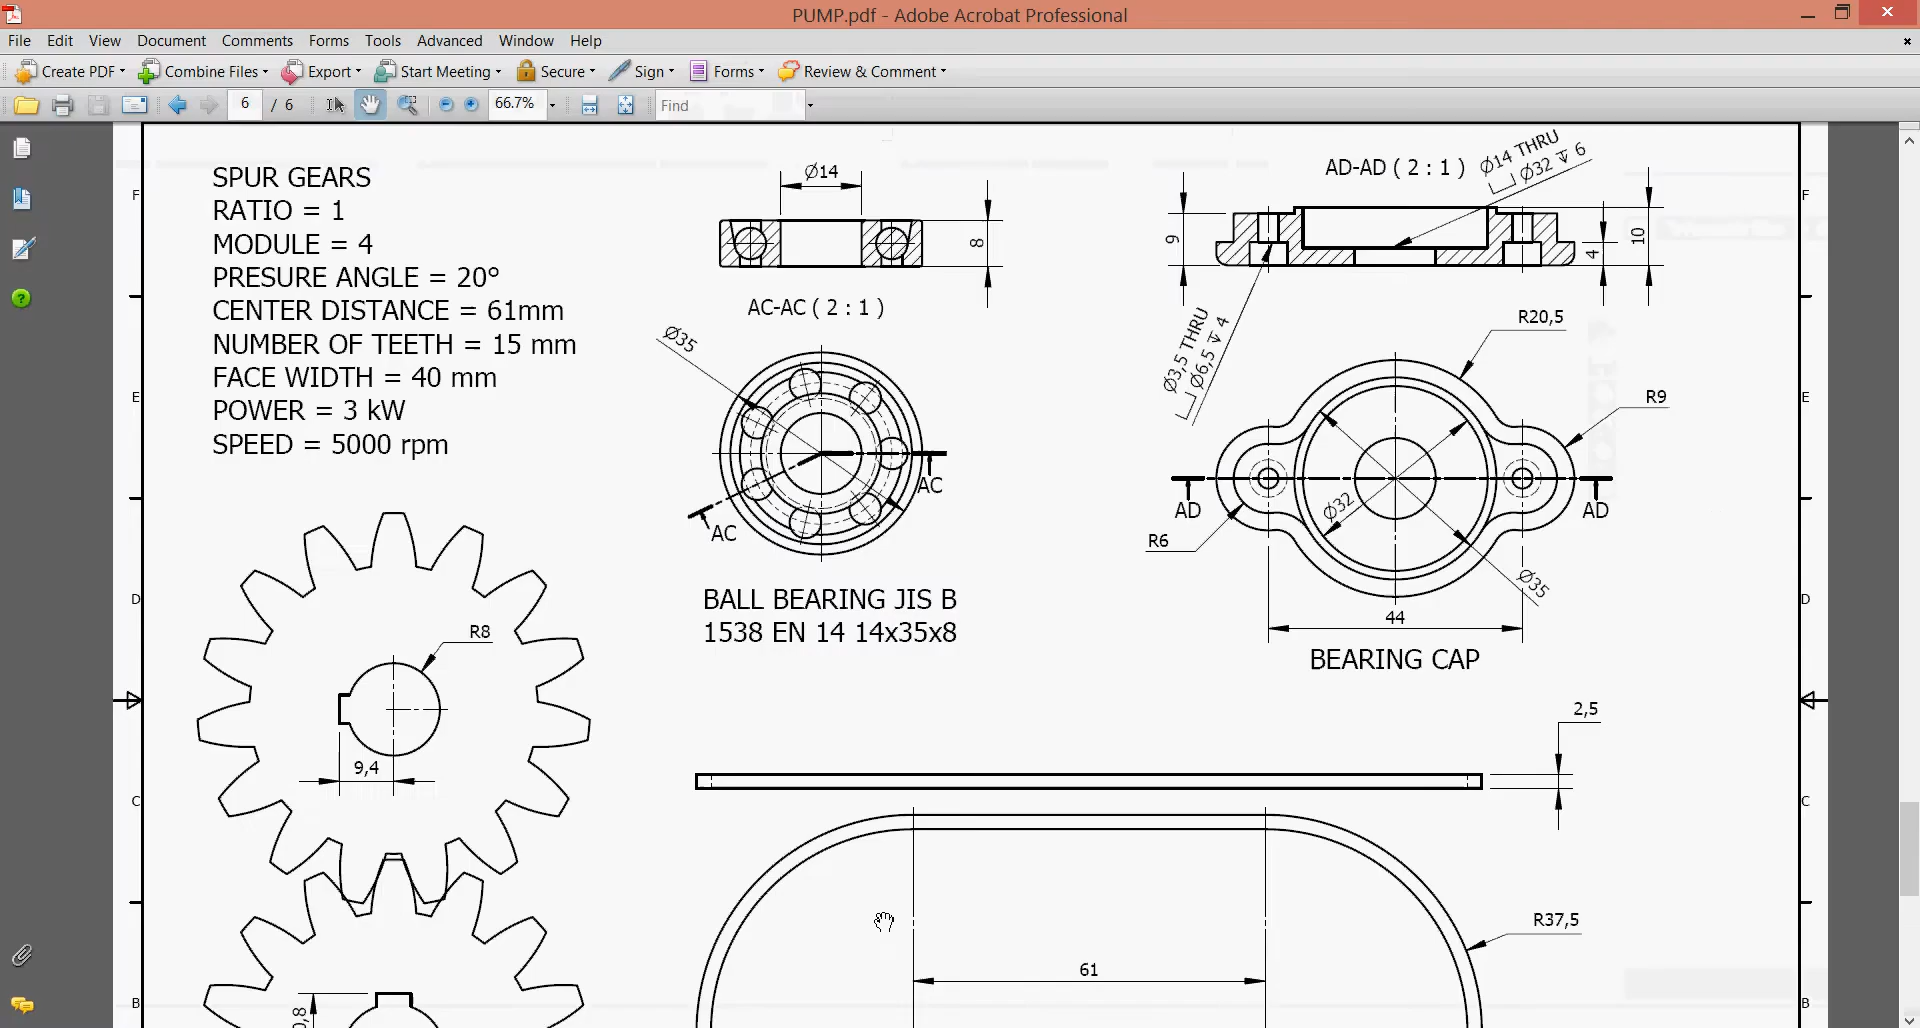 PUMP.pdf - Adobe Acrobat Professional
File Edit View Document Comments Forms Tools Advanced Window Help
Create PDF Combine Files Export Start Meeting Secure Sign Forms Review & Comment
6 / 6 66.7% Find
SPUR GEARS
RATIO = 1
MODULE = 4
PRESURE ANGLE = 20°
CENTER DISTANCE = 61mm
NUMBER OF TEETH = 15 mm
FACE WIDTH = 40 mm
POWER = 3 kW
SPEED = 5000 rpm
R8
9,4
0,8
Ø14
8
AC-AC ( 2 : 1 )
Ø35
AC
AC
BALL BEARING JIS B
1538 EN 14 14x35x8
AD-AD ( 2 : 1 )
Ø14 THRU
⌴ Ø32 ↧ 6
9
4
10
Ø3,5 THRU
⌴ Ø6,5 ↧ 4
R20,5
R9
AD
AD
R6
Ø32
Ø35
44
BEARING CAP
2,5
R37,5
61
F
E
D
C
B
F
E
D
C
B